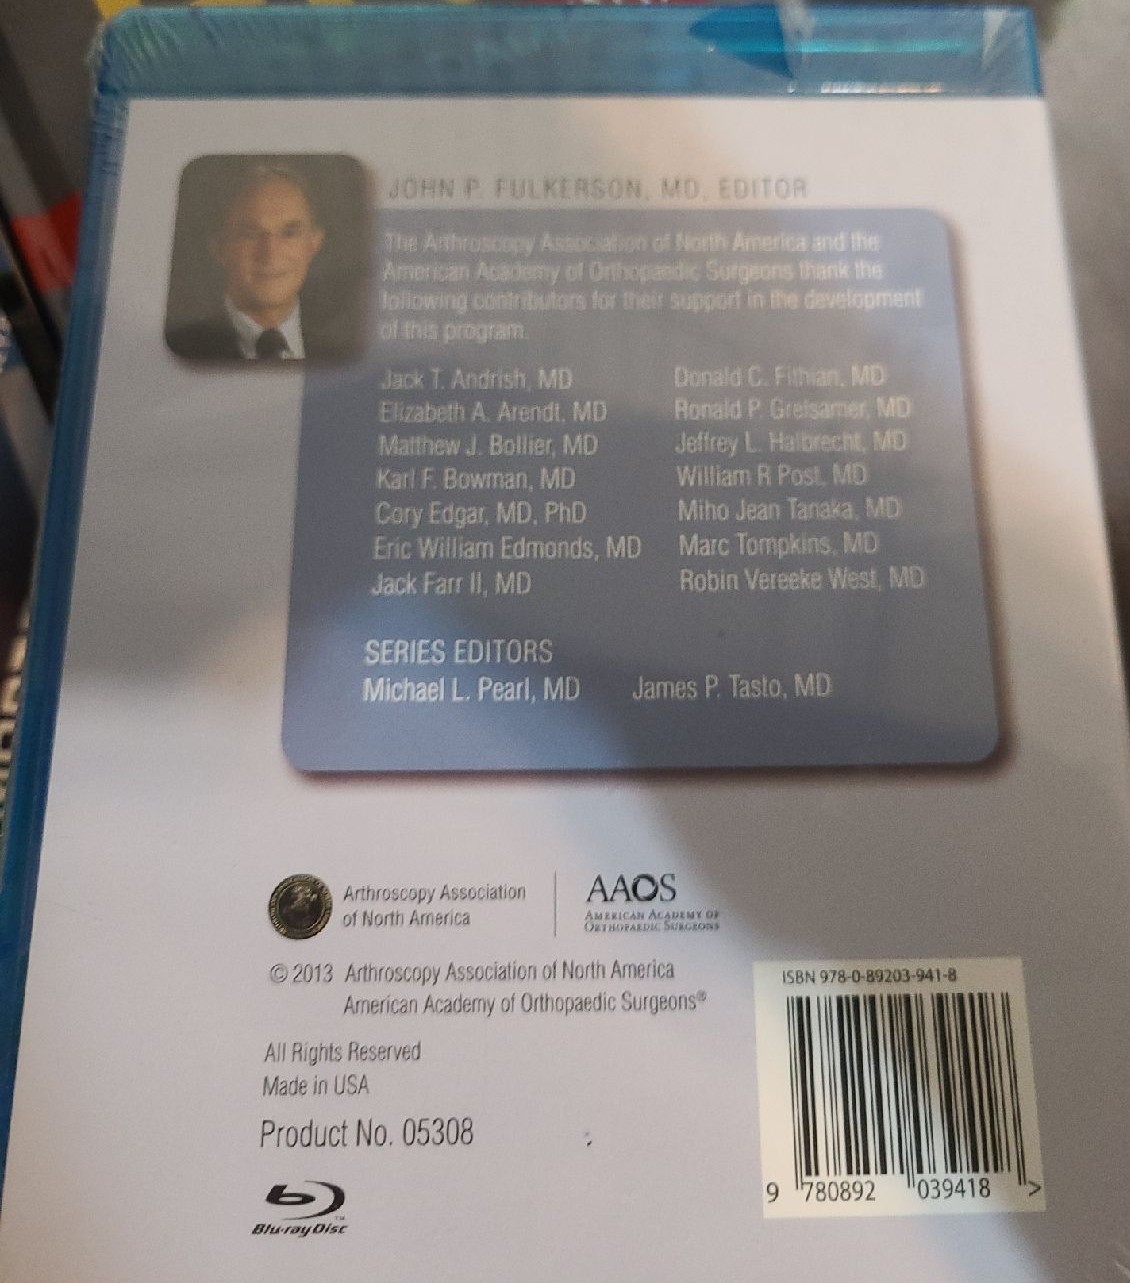 JOHN P. FULKERSON, MD, EDITOR
The Arthroscopy Association of North America and the
American Academy of Orthopaedic Surgeons thank the
following contributors for their support in the development
of this program.
Jack T. Andrish, MD
Elizabeth A. Arendt, MD
Matthew J. Bollier, MD
Karl F. Bowman, MD
Cory Edgar, MD, PhD
Eric William Edmonds, MD
Jack Farr II, MD
Donald C. Fithian, MD
Ronald P. Grelsamer, MD
Jeffrey L. Halbrecht, MD
William R Post, MD
Miho Jean Tanaka, MD
Marc Tompkins, MD
Robin Vereeke West, MD
SERIES EDITORS
Michael L. Pearl, MD
James P. Tasto, MD
Arthroscopy Association
of North America
AAOS
AMERICAN ACADEMY OF
ORTHOPAEDIC SURGEONS
© 2013 Arthroscopy Association of North America
American Academy of Orthopaedic Surgeons®
All Rights Reserved
Made in USA
Product No. 05308
Blu-ray Disc™
ISBN 978-0-89203-941-8
9 780892 039418 >